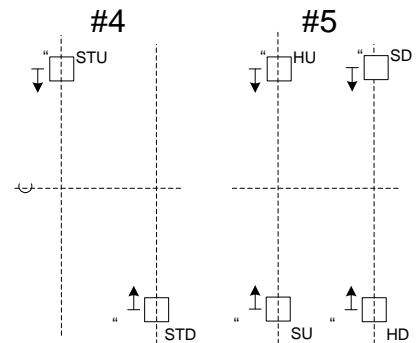 #4 #5
“ STU “ HU “ SD
“ STD “ SU “ HD